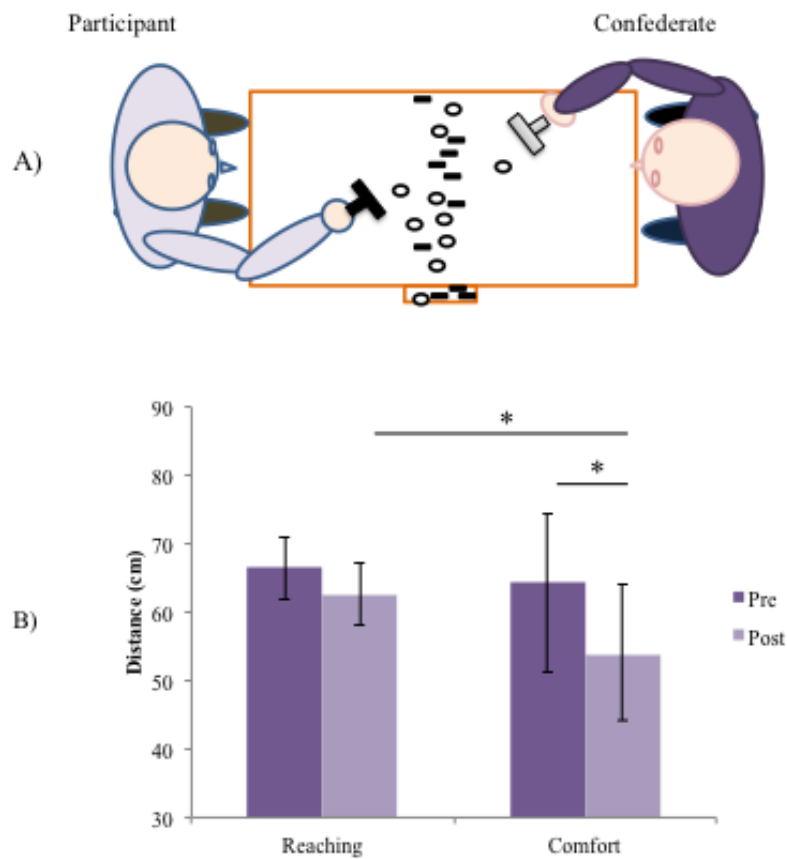 Participant
Confederate
A)
90
*
80
*
70
Distance (cm)
60
B)
Pre
Post
50
40
30
Reaching
Comfort